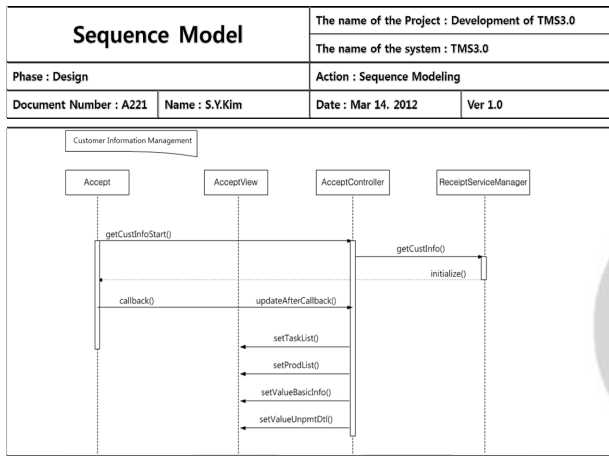 Sequence Model
The name of the Project : Development of TMS3.0
The name of the system : TMS3.0
Phase : Design
Action : Sequence Modeling
Document Number : A221
Name : S.Y.Kim
Date : Mar 14. 2012
Ver 1.0
Customer Information Management
Accept
AcceptView
AcceptController
ReceiptServiceManager
getCustInfoStart()
getCustInfo()
initialize()
callback()
updateAfterCallback()
setTaskList()
setProdList()
setValueBasicInfo()
setValueUnpmtDtl()